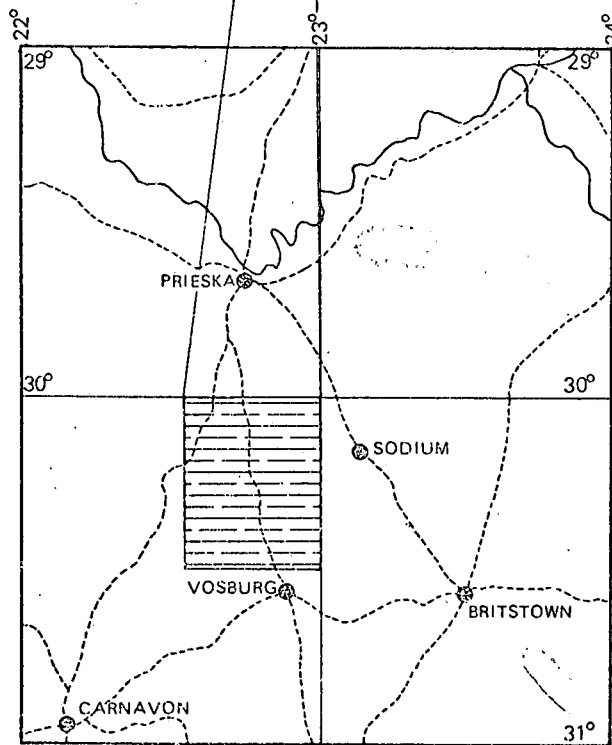 22°
23°
24°
29°
29°
PRIESKA
30°
30°
SODIUM
VOSBURG
BRITSTOWN
CARNAVON
31°